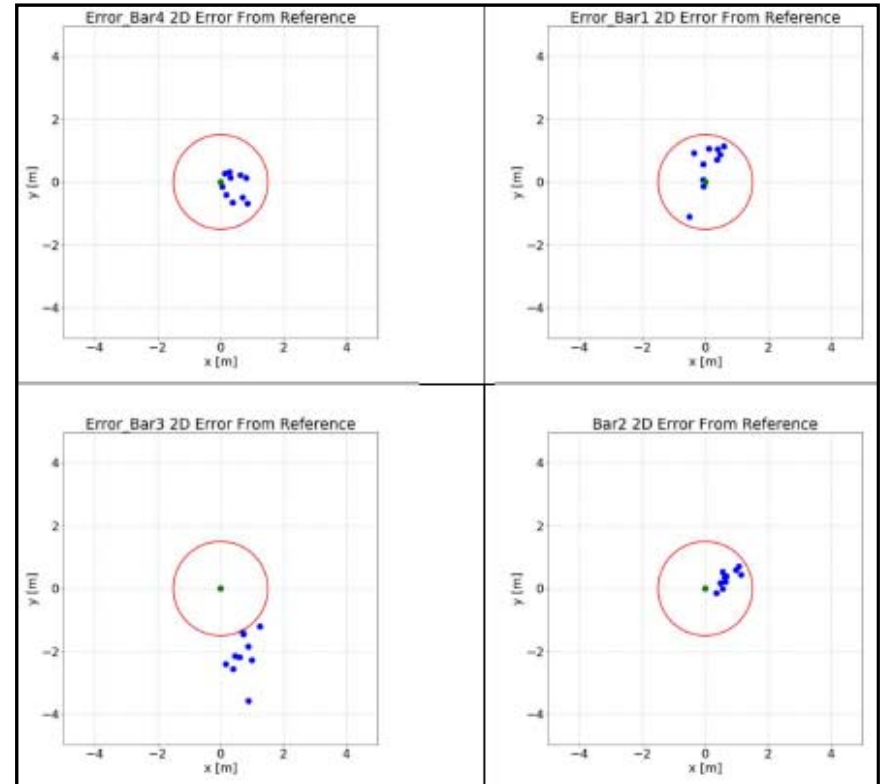 Error_Bar4 2D Error From Reference
4
2
0
−2
−4
y [m]
−4 −2 0 2 4
x [m]
Error_Bar1 2D Error From Reference
4
2
0
−2
−4
y [m]
−4 −2 0 2 4
x [m]
Error_Bar3 2D Error From Reference
4
2
0
−2
−4
y [m]
−4 −2 0 2 4
x [m]
Bar2 2D Error From Reference
4
2
0
−2
−4
y [m]
−4 −2 0 2 4
x [m]